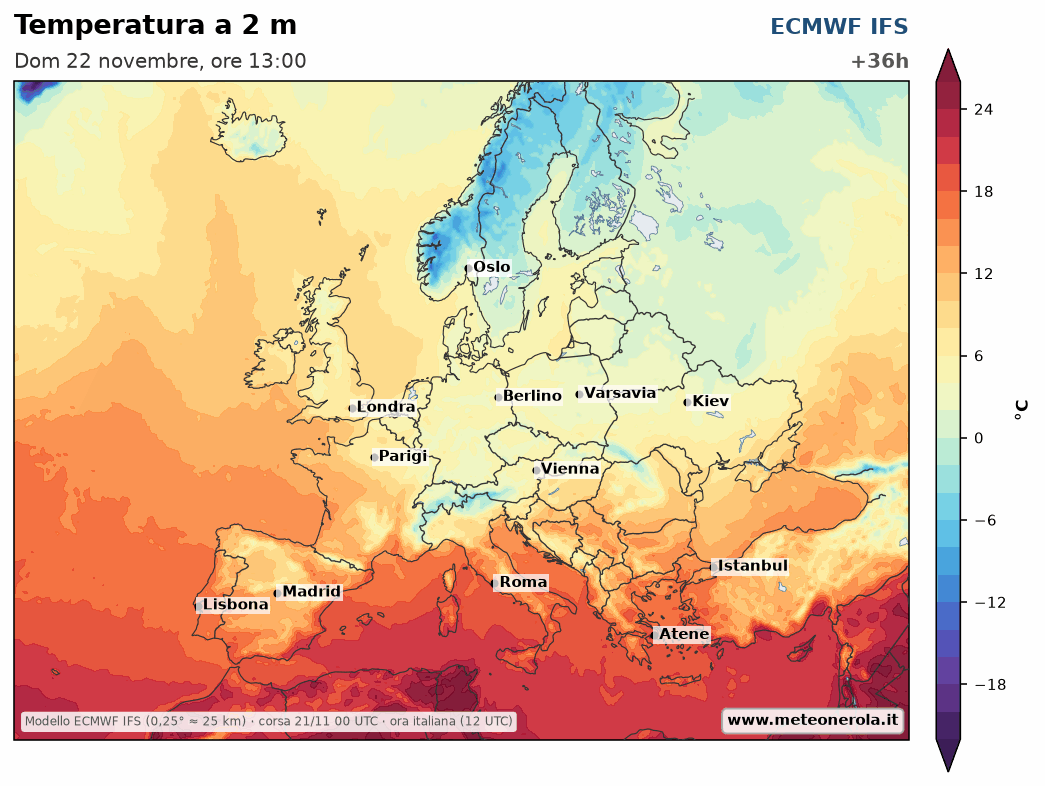 Temperatura a 2 m
ECMWF IFS
Dom 22 novembre, ore 13:00
+36h
24
18
12
6
0
−6
−12
−18
°C
Oslo
Berlino
Varsavia
Kiev
Londra
Parigi
Vienna
Istanbul
Roma
Madrid
Lisbona
Atene
Modello ECMWF IFS (0,25° ≈ 25 km) · corsa 21/11 00 UTC · ora italiana (12 UTC)
www.meteonerola.it